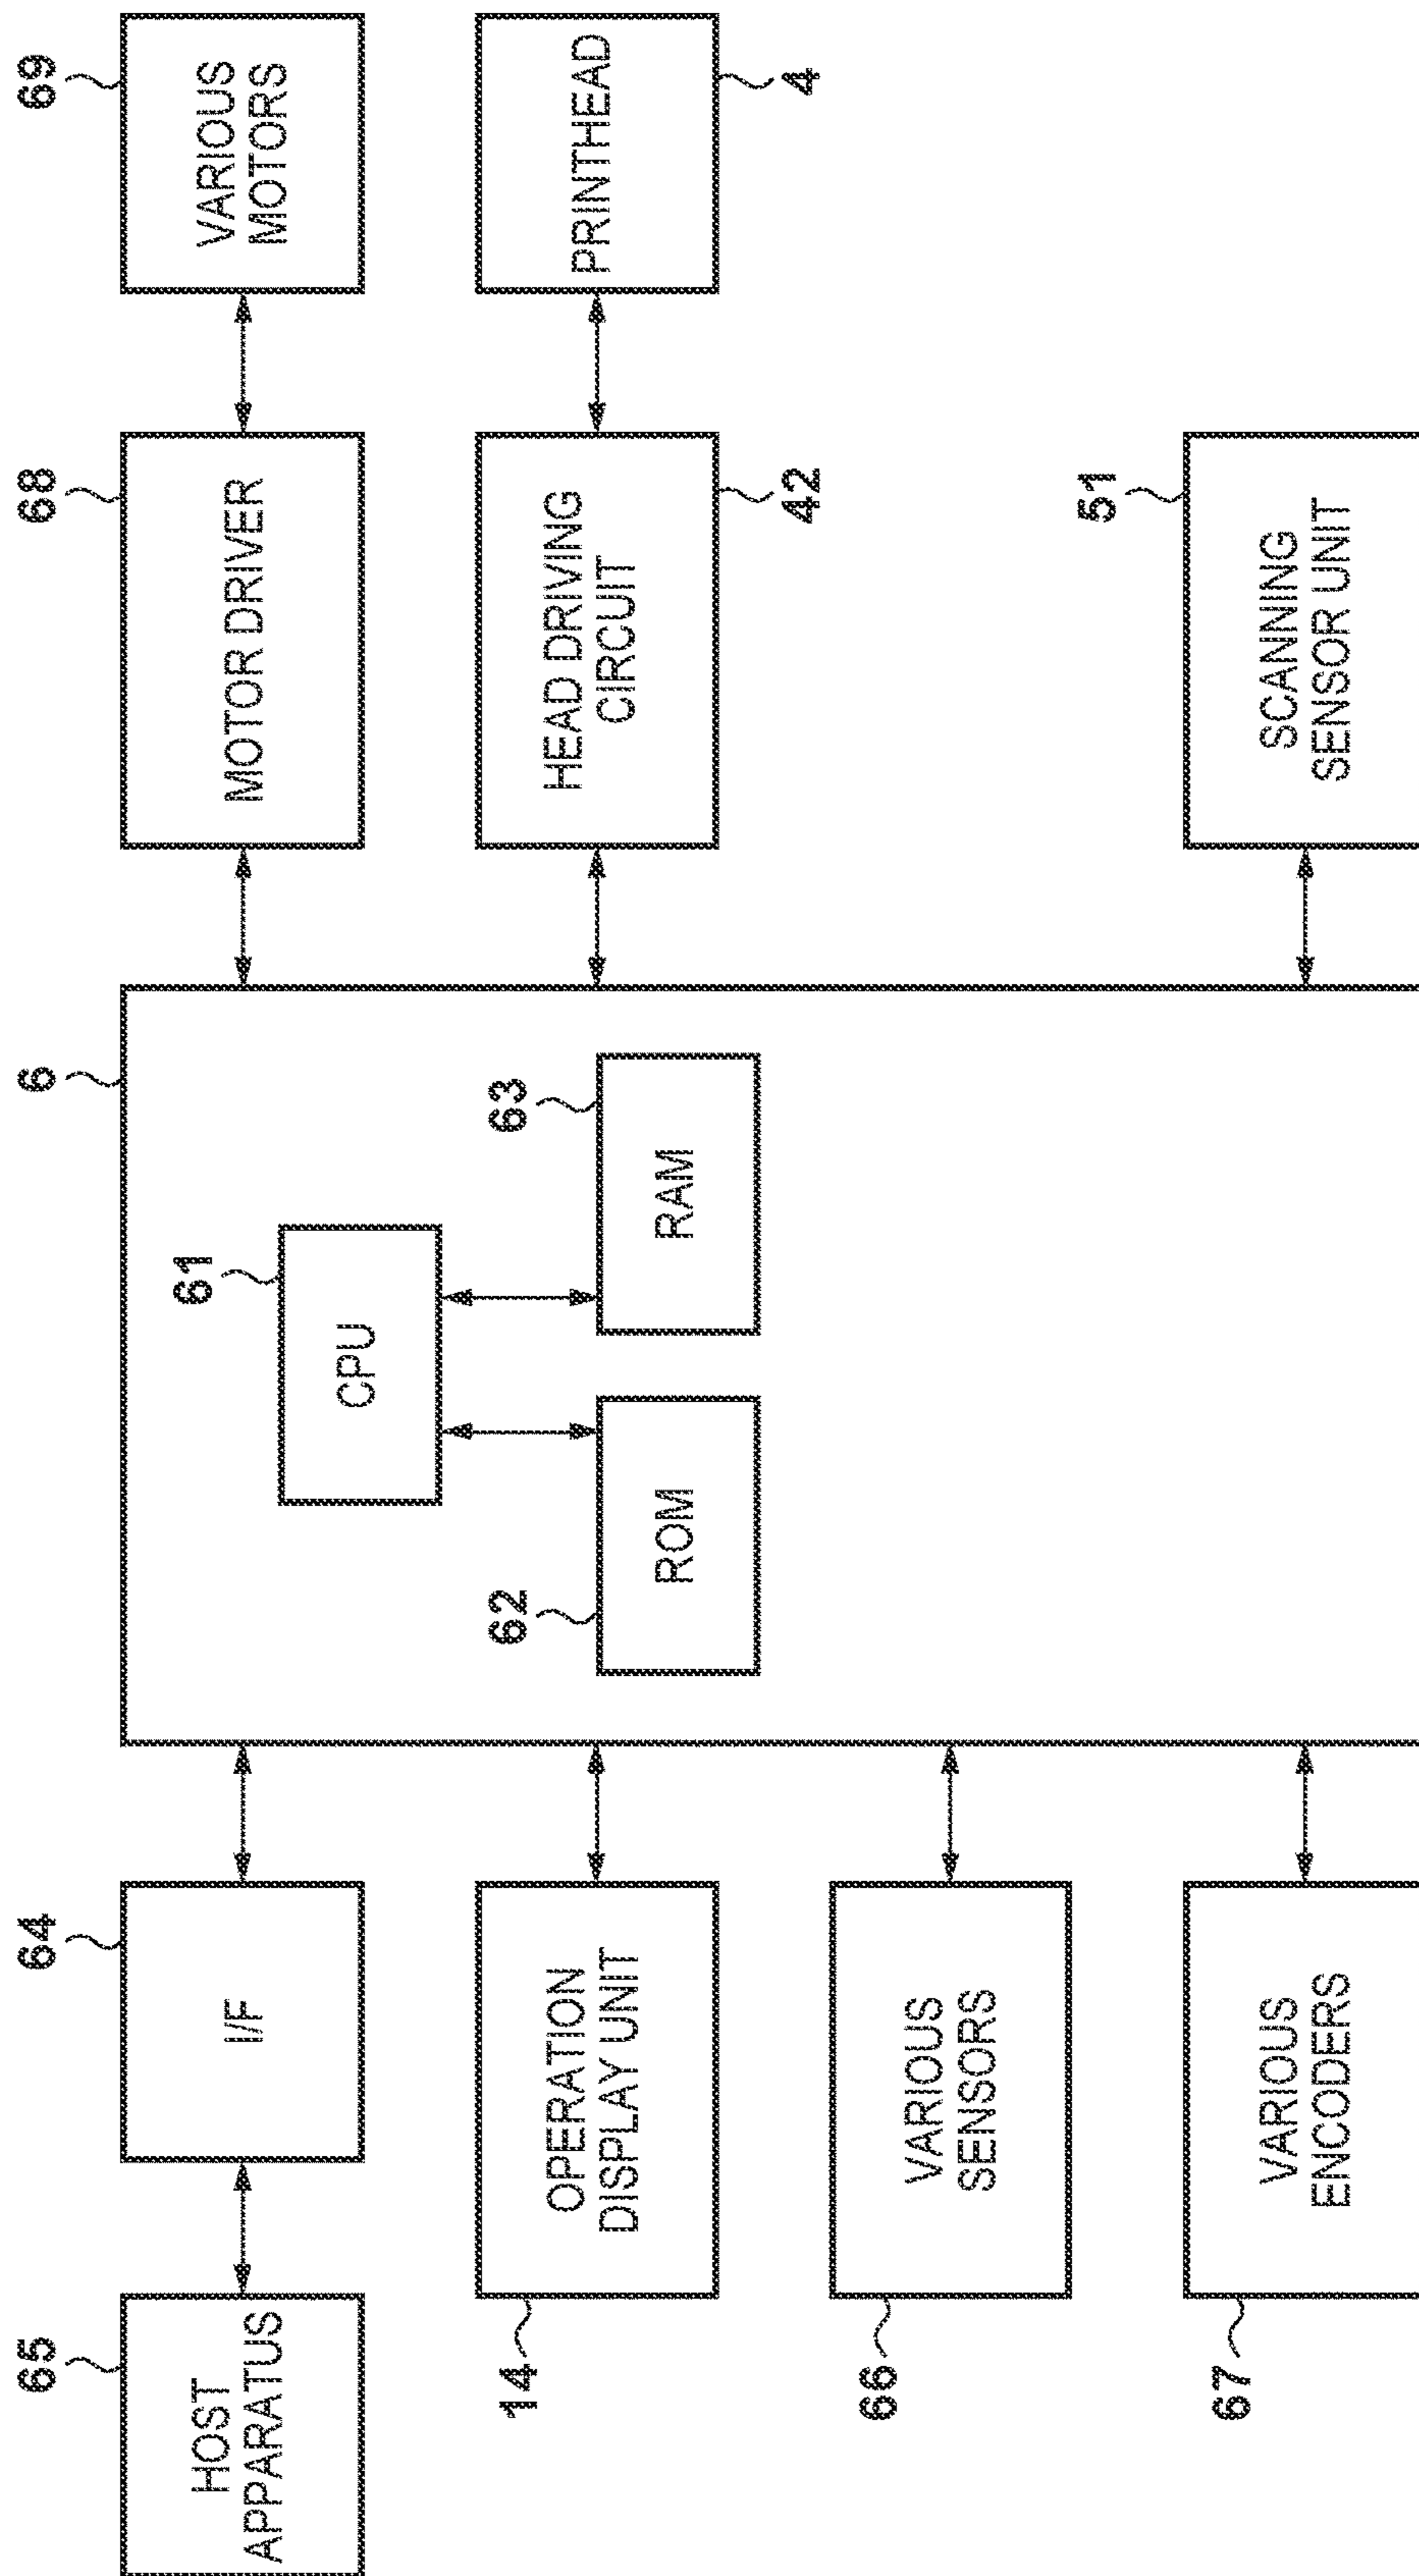 65
HOST
APPARATUS
64
I/F
6
68
MOTOR DRIVER
69
VARIOUS
MOTORS
61
CPU
14
OPERATION
DISPLAY UNIT
62
ROM
63
RAM
HEAD DRIVING
CIRCUIT
42
PRINTHEAD
4
66
VARIOUS
SENSORS
67
VARIOUS
ENCODERS
51
SCANNING
SENSOR UNIT